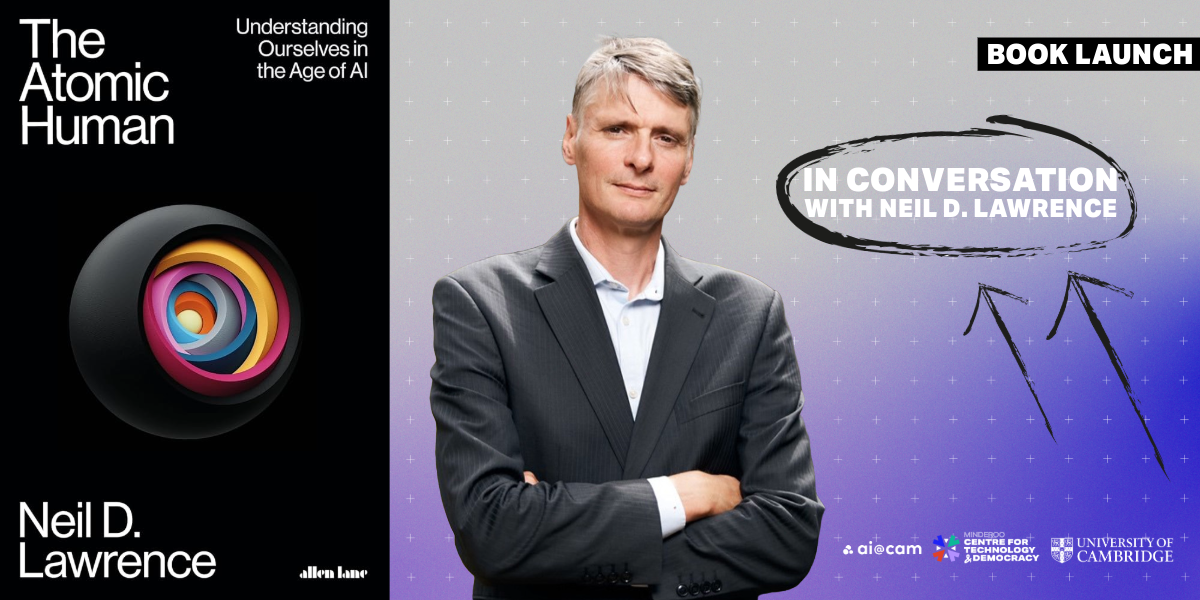 The
Atomic
Human
Understanding
Ourselves in
the Age of AI
Neil D.
Lawrence
allen lane
BOOK LAUNCH
IN CONVERSATION
WITH NEIL D. LAWRENCE
ai@cam
MINDEROO
CENTRE FOR
TECHNOLOGY
& DEMOCRACY
UNIVERSITY OF
CAMBRIDGE